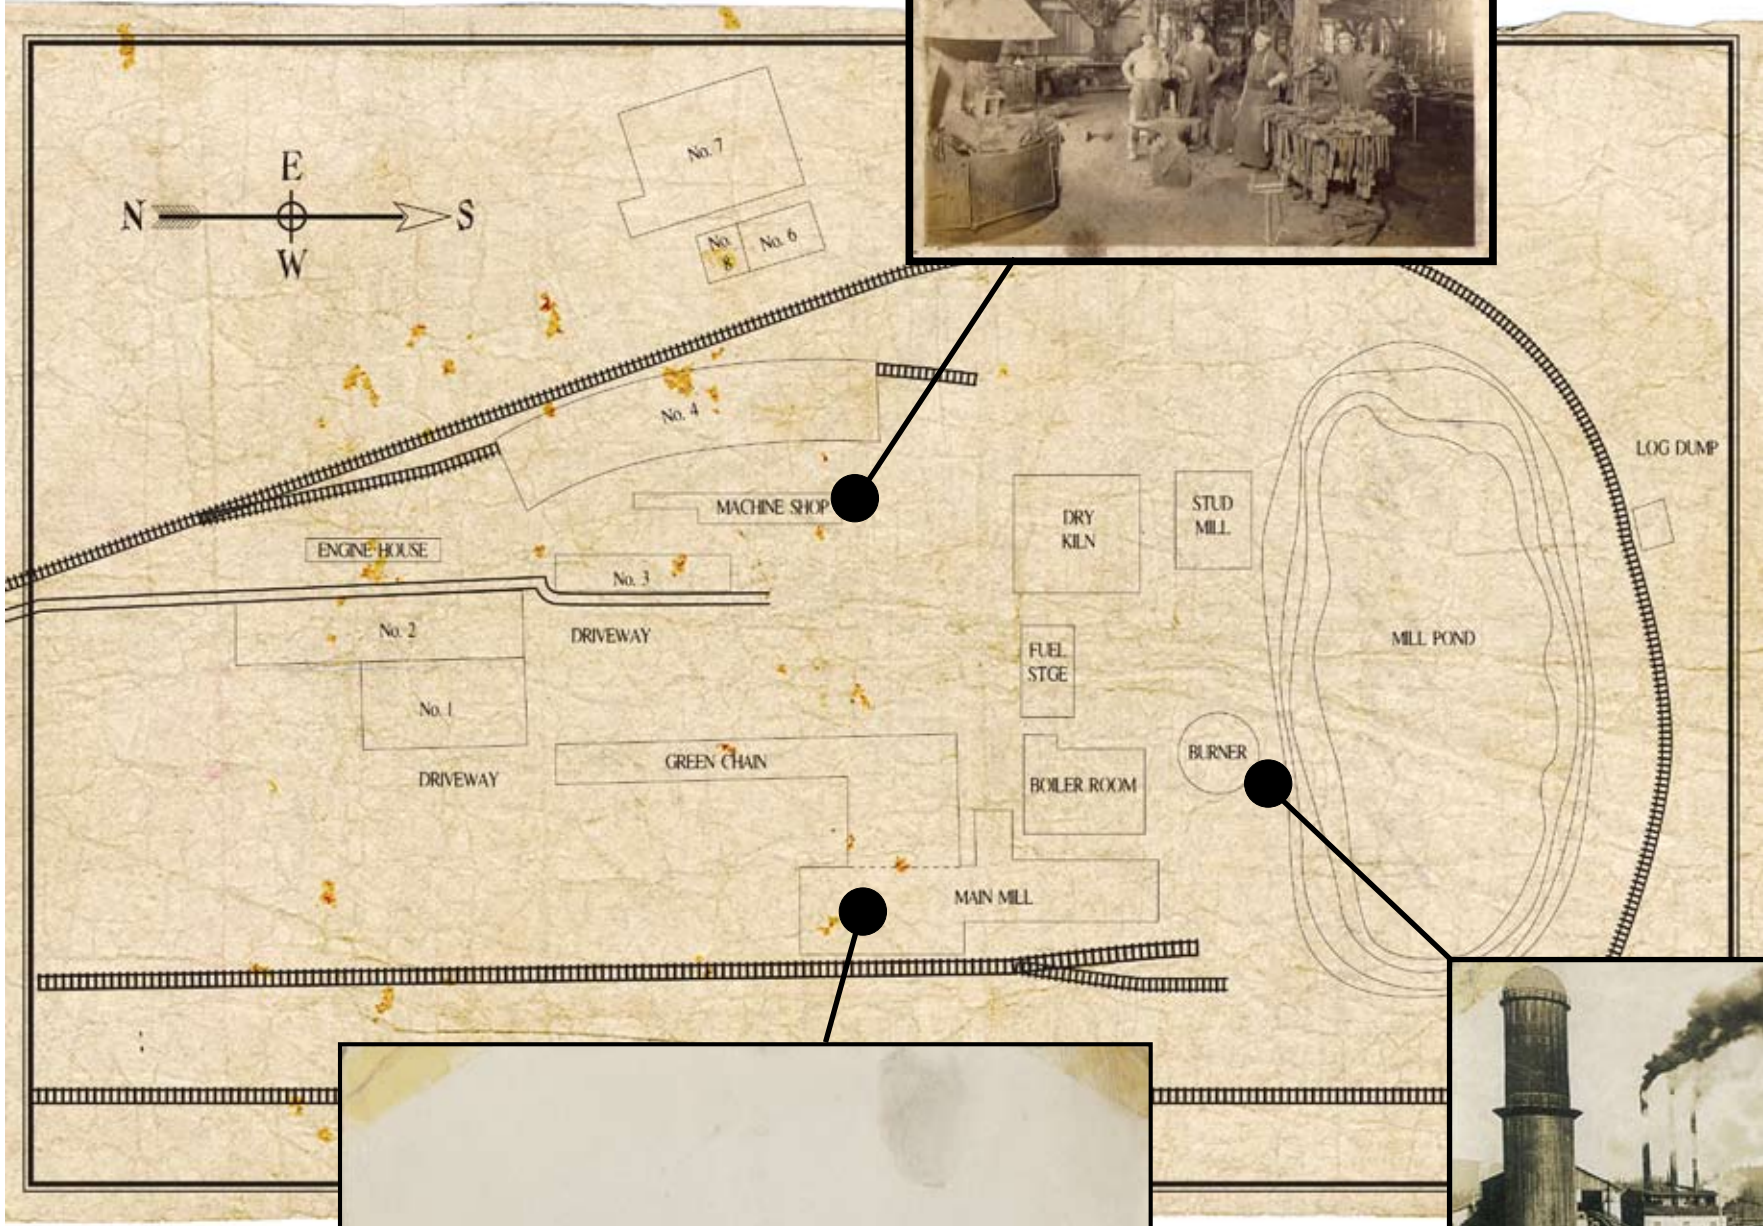 No. 7
E
N
S
W
No.
8
No. 6
No. 4
LOG DUMP
MACHINE SHOP
STUD
MILL
DRY
KILN
ENGINE HOUSE
No. 3
No. 2
DRIVEWAY
MILL POND
FUEL
STGE
No. 1
BURNER
GREEN CHAIN
DRIVEWAY
BOILER ROOM
MAIN MILL